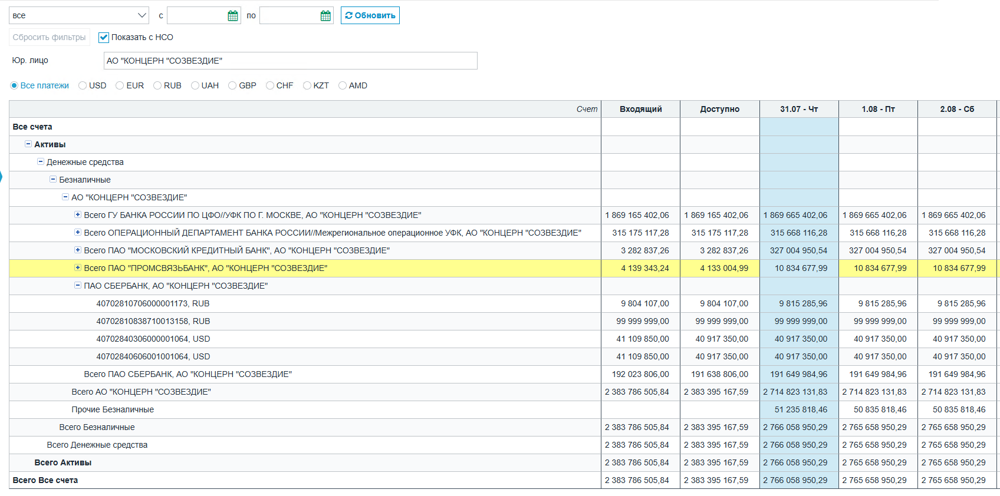 все с по Обновить
Сбросить фильтры Показать с НСО
Юр. лицо АО "КОНЦЕРН "СОЗВЕЗДИЕ"
Все платежи USD EUR RUB UAH GBP CHF KZT AMD
Счет Входящий Доступно 31.07 - Чт 1.08 - Пт 2.08 - Сб
Все счета
Активы
Денежные средства
Безналичные
АО "КОНЦЕРН "СОЗВЕЗДИЕ"
Всего ГУ БАНКА РОССИИ ПО ЦФО//УФК ПО Г. МОСКВЕ, АО "КОНЦЕРН "СОЗВЕЗДИЕ" 1 869 165 402,06 1 869 165 402,06 1 869 665 402,06 1 869 665 402,06 1 869 665 402,06
Всего ОПЕРАЦИОННЫЙ ДЕПАРТАМЕНТ БАНКА РОССИИ//Межрегиональное операционное УФК, АО "КОНЦЕРН "СОЗВЕЗДИЕ" 315 175 117,28 315 175 117,28 315 668 116,28 315 668 116,28 315 668 116,28
Всего ПАО "МОСКОВСКИЙ КРЕДИТНЫЙ БАНК", АО "КОНЦЕРН "СОЗВЕЗДИЕ" 3 282 837,26 3 282 837,26 327 004 950,54 327 004 950,54 327 004 950,54
Всего ПАО "ПРОМСВЯЗЬБАНК", АО "КОНЦЕРН "СОЗВЕЗДИЕ" 4 139 343,24 4 133 004,99 10 834 677,99 10 834 677,99 10 834 677,99
ПАО СБЕРБАНК, АО "КОНЦЕРН "СОЗВЕЗДИЕ"
40702810706000001173, RUB 9 804 107,00 9 804 107,00 9 815 285,96 9 815 285,96 9 815 285,96
40702810838710013158, RUB 99 999 999,00 99 999 999,00 99 999 999,00 99 999 999,00 99 999 999,00
40702840306000001064, USD 41 109 850,00 40 917 350,00 40 917 350,00 40 917 350,00 40 917 350,00
40702840606001001064, USD 41 109 850,00 40 917 350,00 40 917 350,00 40 917 350,00 40 917 350,00
Всего ПАО СБЕРБАНК, АО "КОНЦЕРН "СОЗВЕЗДИЕ" 192 023 806,00 191 638 806,00 191 649 984,96 191 649 984,96 191 649 984,96
Всего АО "КОНЦЕРН "СОЗВЕЗДИЕ" 2 383 786 505,84 2 383 395 167,59 2 714 823 131,83 2 714 823 131,83 2 714 823 131,83
Прочие Безналичные 51 235 818,46 50 835 818,46 50 835 818,46
Всего Безналичные 2 383 786 505,84 2 383 395 167,59 2 766 058 950,29 2 765 658 950,29 2 765 658 950,29
Всего Денежные средства 2 383 786 505,84 2 383 395 167,59 2 766 058 950,29 2 765 658 950,29 2 765 658 950,29
Всего Активы 2 383 786 505,84 2 383 395 167,59 2 766 058 950,29 2 765 658 950,29 2 765 658 950,29
Всего Все счета 2 383 786 505,84 2 383 395 167,59 2 766 058 950,29 2 765 658 950,29 2 765 658 950,29